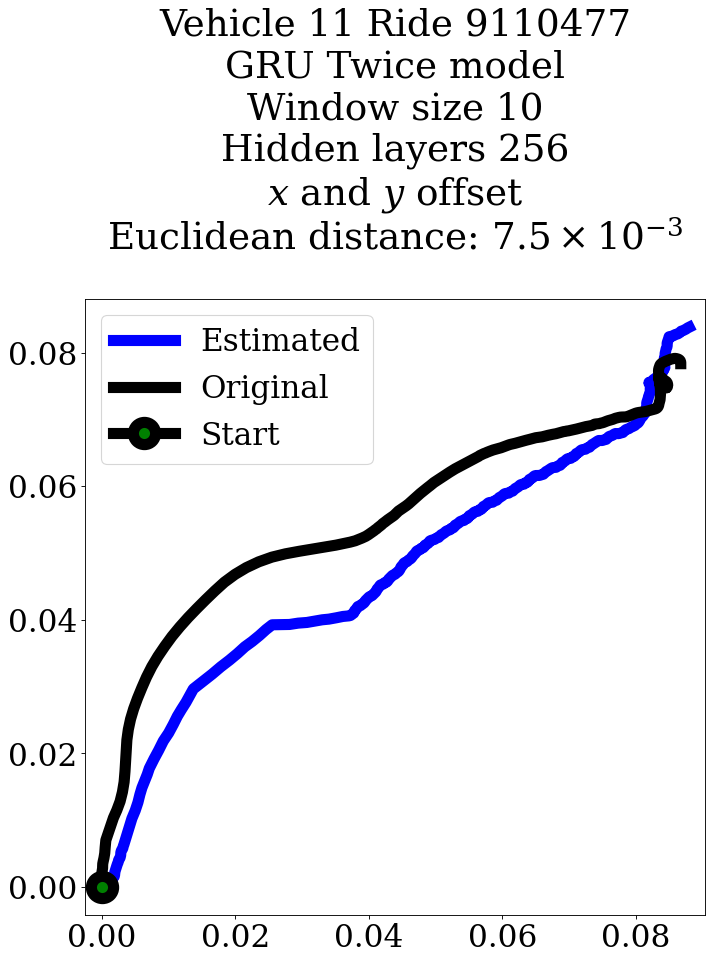 Vehicle 11 Ride 9110477
GRU Twice model
Window size 10
Hidden layers 256
x and y offset
Euclidean distance: 7.5 × 10⁻³
Estimated
Original
Start
0.08
0.06
0.04
0.02
0.00
0.00 0.02 0.04 0.06 0.08